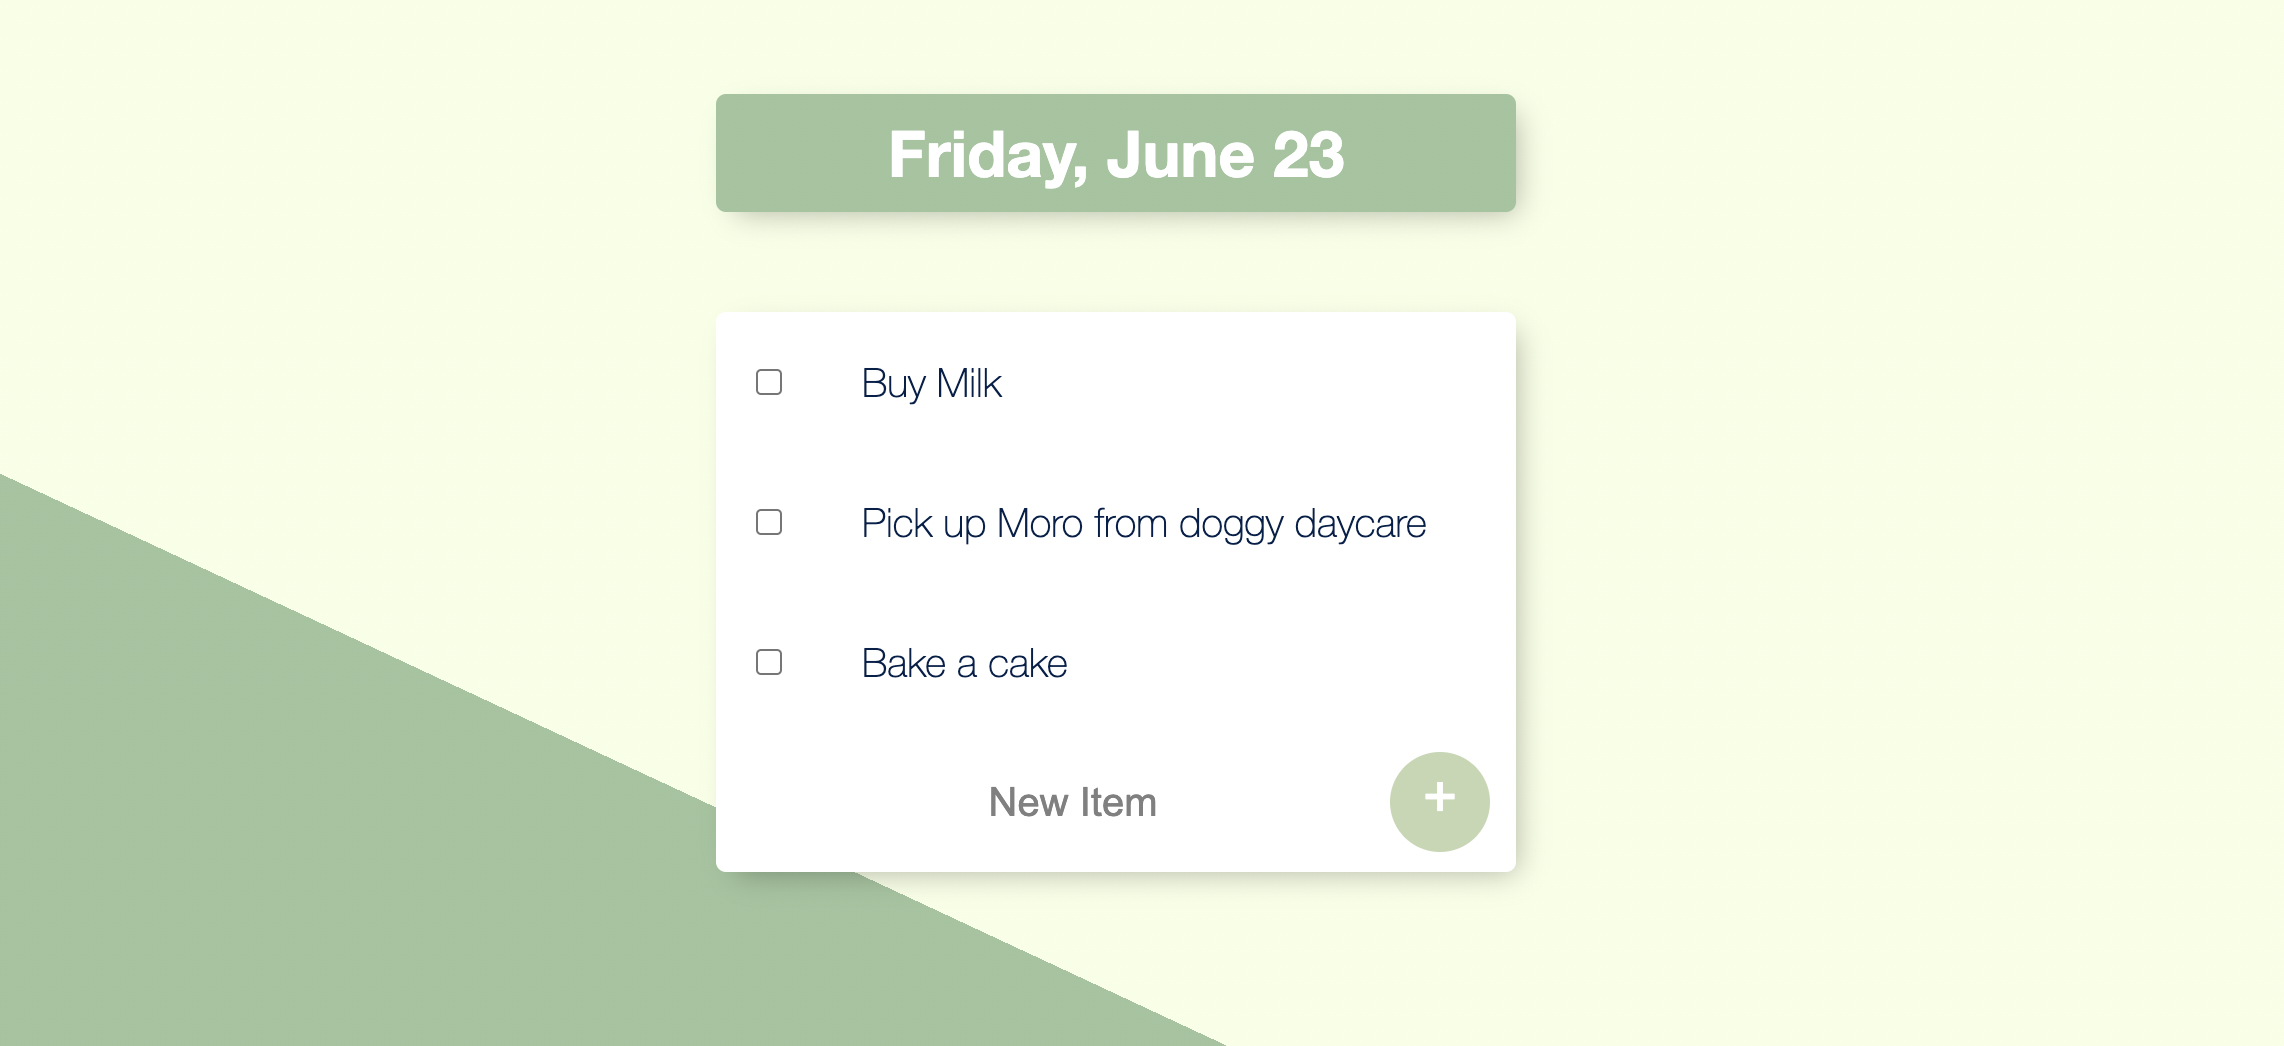 Friday, June 23
Buy Milk
Pick up Moro from doggy daycare
Bake a cake
New Item
+